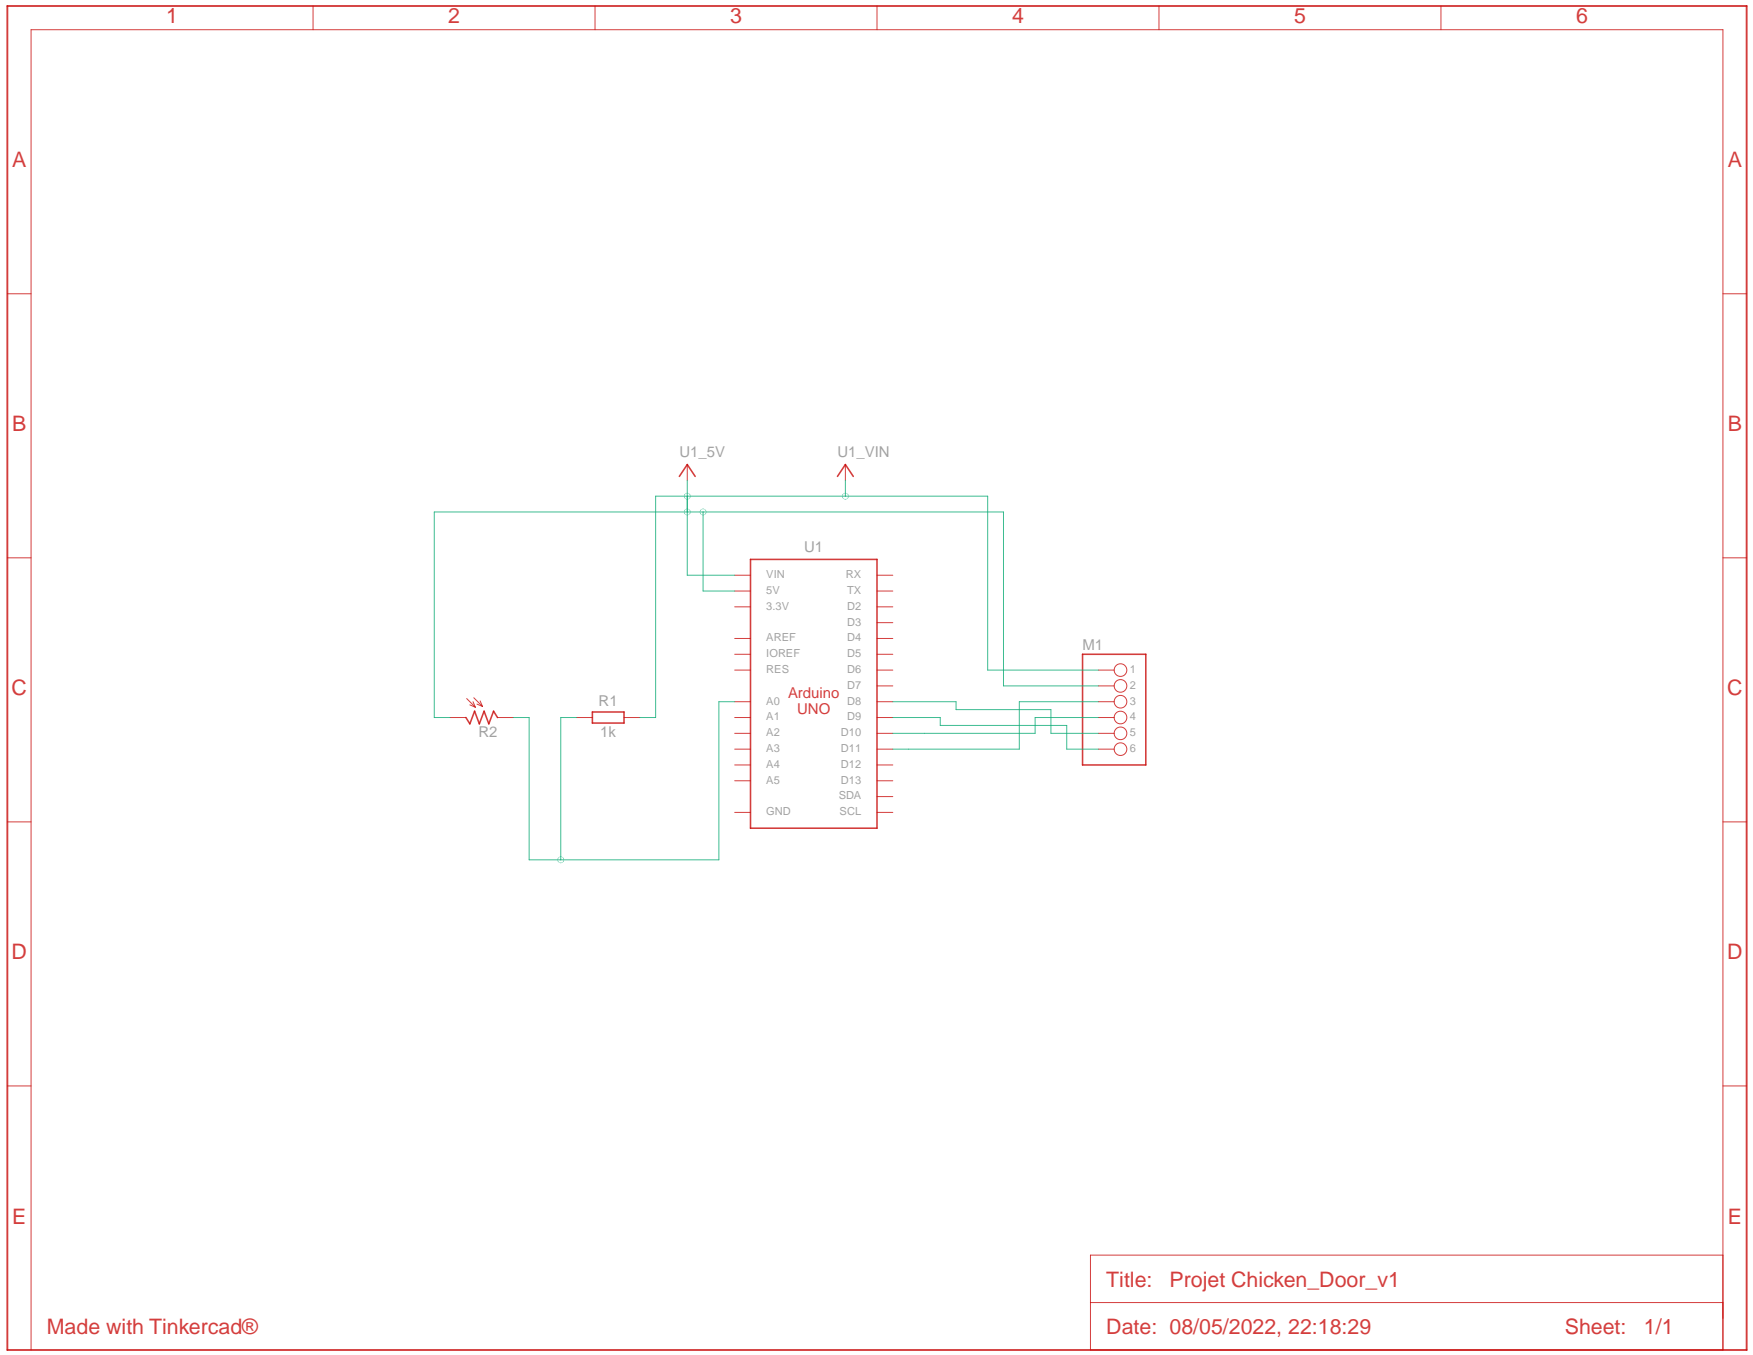 1 2 3 4 5 6
A A
B B
U1_5V U1_VIN
U1
VIN RX
5V TX
3.3V D2
D3
AREF D4
IOREF D5
RES D6
D7
Arduino
UNO
A0 D8
A1 D9
A2 D10
A3 D11
A4 D12
A5 D13
SDA
GND SCL
M1
1
2
3
4
5
6
C C
R1
1k
R2
D D
E E
Title: Projet Chicken_Door_v1
Made with Tinkercad®
Date: 08/05/2022, 22:18:29 Sheet: 1/1